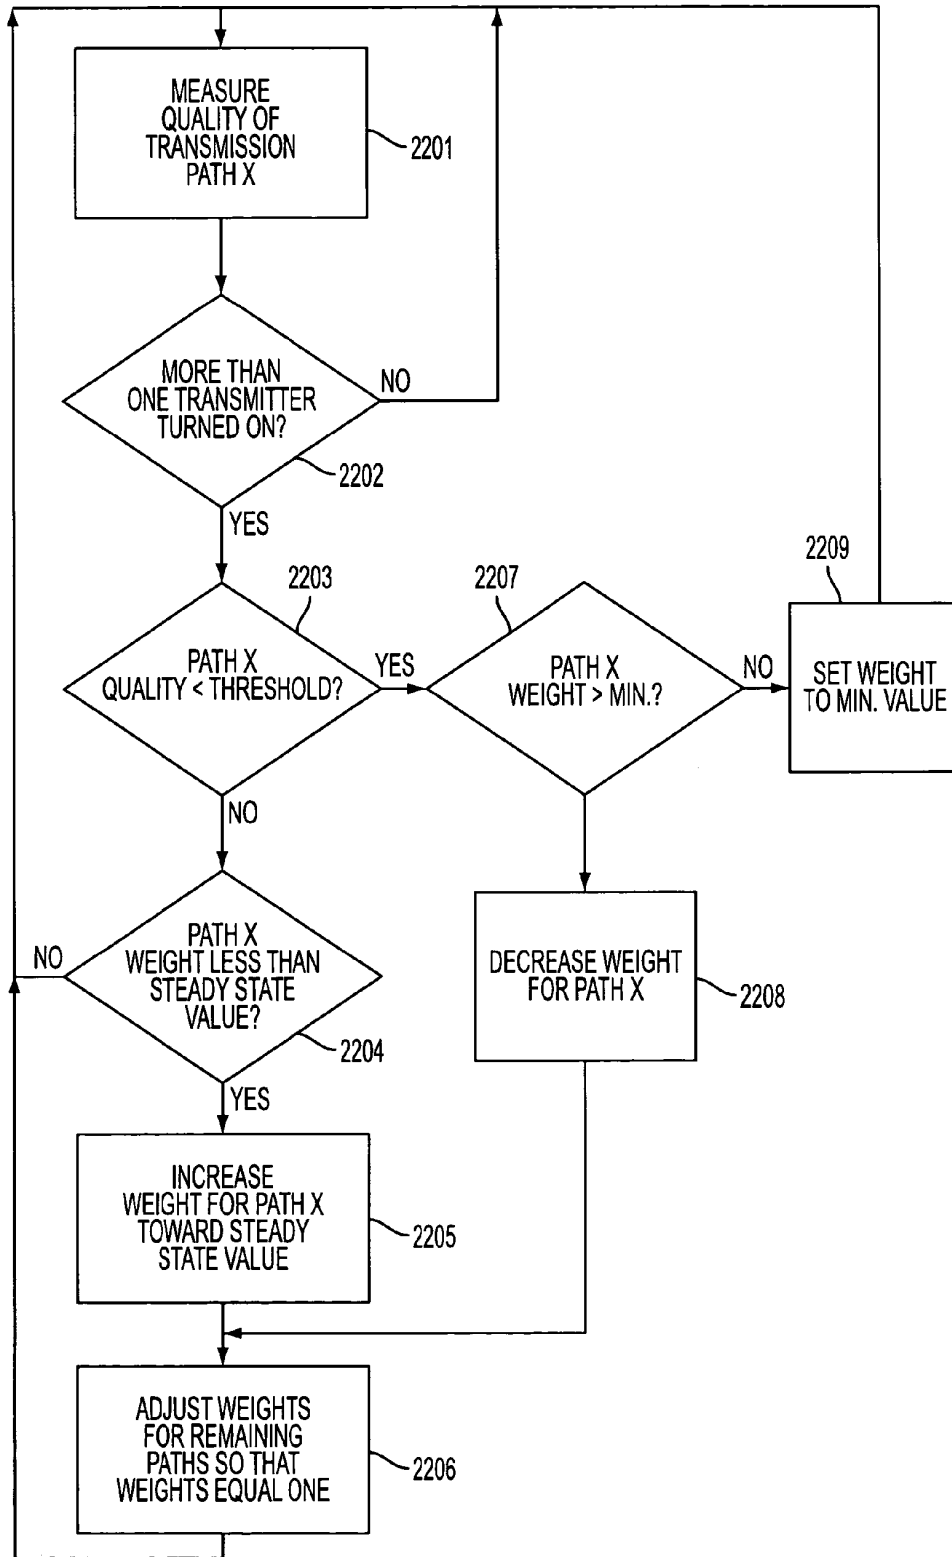 MEASURE
QUALITY OF
TRANSMISSION
PATH X
2201
MORE THAN
ONE TRANSMITTER
TURNED ON?
NO
2202
YES
2203
PATH X
QUALITY < THRESHOLD?
YES
2207
PATH X
WEIGHT > MIN.?
NO
2209
SET WEIGHT
TO MIN. VALUE
NO
PATH X
WEIGHT LESS THAN
STEADY STATE
VALUE?
NO
2204
DECREASE WEIGHT
FOR PATH X
2208
YES
INCREASE
WEIGHT FOR PATH X
TOWARD STEADY
STATE VALUE
2205
ADJUST WEIGHTS
FOR REMAINING
PATHS SO THAT
WEIGHTS EQUAL ONE
2206